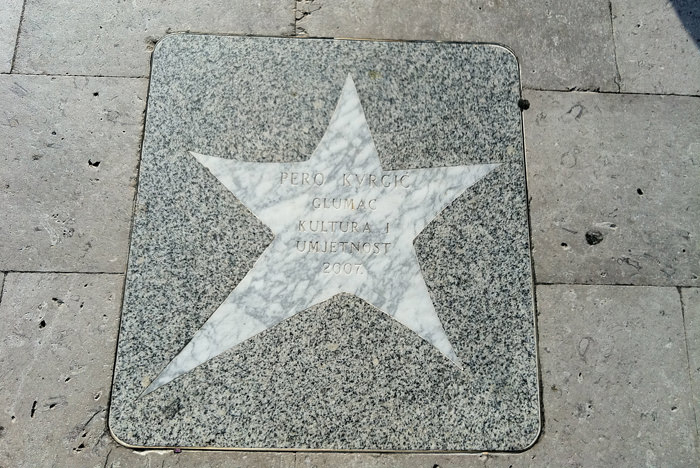 PERO KVRGIĆ
GLUMAC
KULTURA I
UMJETNOST
2007.